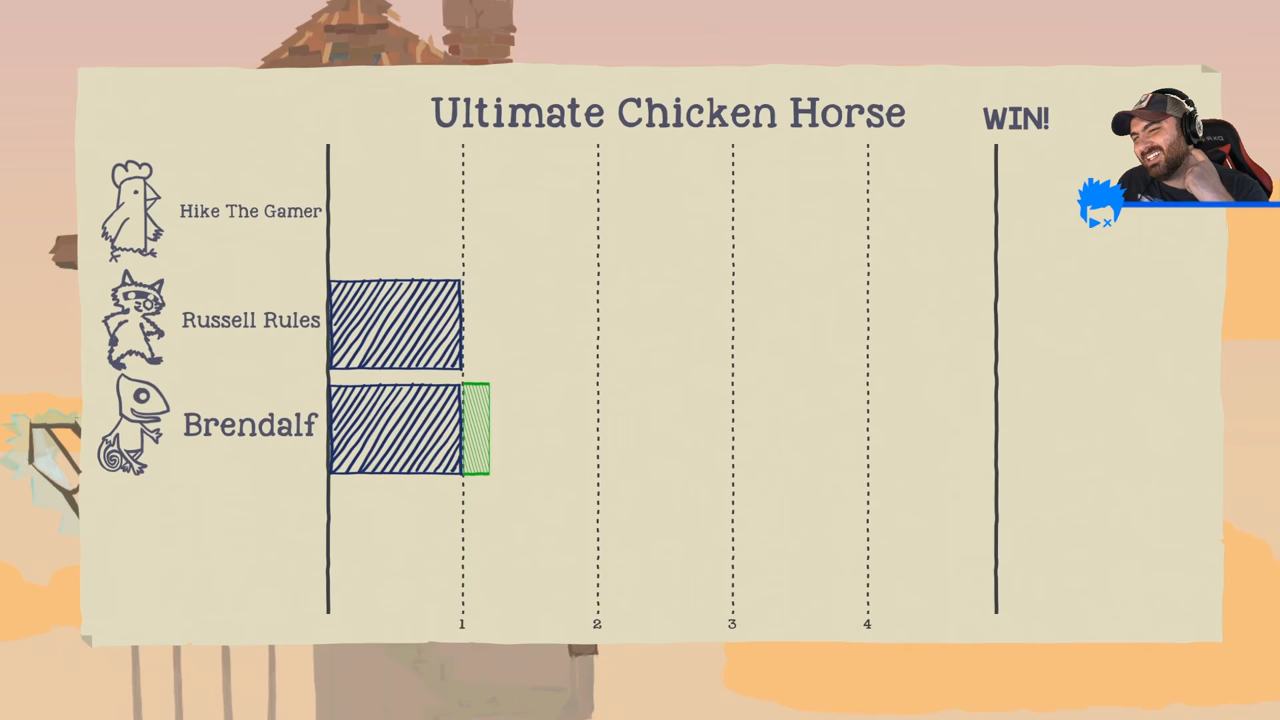 Ultimate Chicken Horse
WIN!
Hike The Gamer
Russell Rules
Brendalf
1 2 3 4